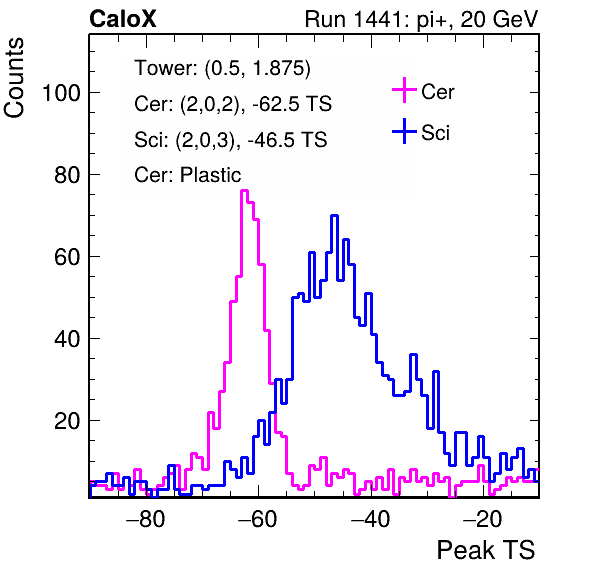 CaloX Run 1441: pi+, 20 GeV
Counts
Tower: (0.5, 1.875)
Cer: (2,0,2), -62.5 TS
Sci: (2,0,3), -46.5 TS
Cer: Plastic
Cer
Sci
100
80
60
40
20
−80 −60 −40 −20
Peak TS